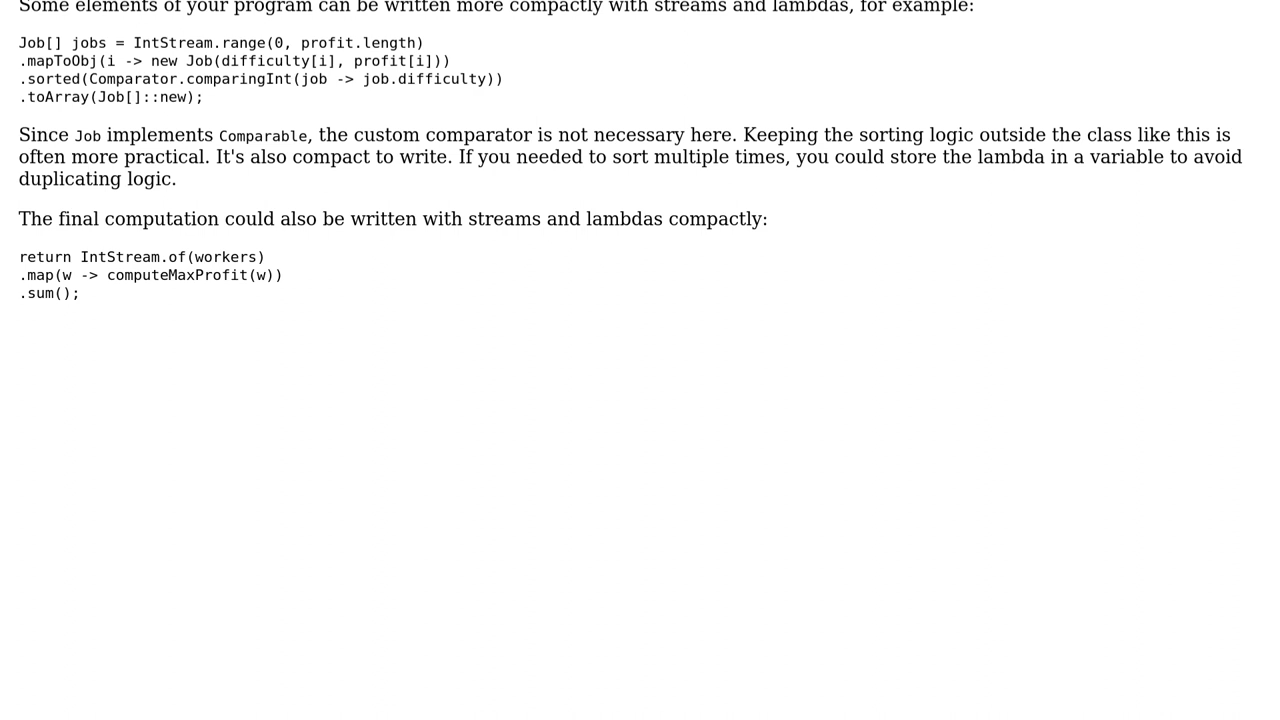 Some elements of your program can be written more compactly with streams and lambdas, for example:
Job[] jobs = IntStream.range(0, profit.length)
.mapToObj(i -> new Job(difficulty[i], profit[i]))
.sorted(Comparator.comparingInt(job -> job.difficulty))
.toArray(Job[]::new);
Since Job implements Comparable, the custom comparator is not necessary here. Keeping the sorting logic outside the class like this is
often more practical. It's also compact to write. If you needed to sort multiple times, you could store the lambda in a variable to avoid
duplicating logic.
The final computation could also be written with streams and lambdas compactly:
return IntStream.of(workers)
.map(w -> computeMaxProfit(w))
.sum();